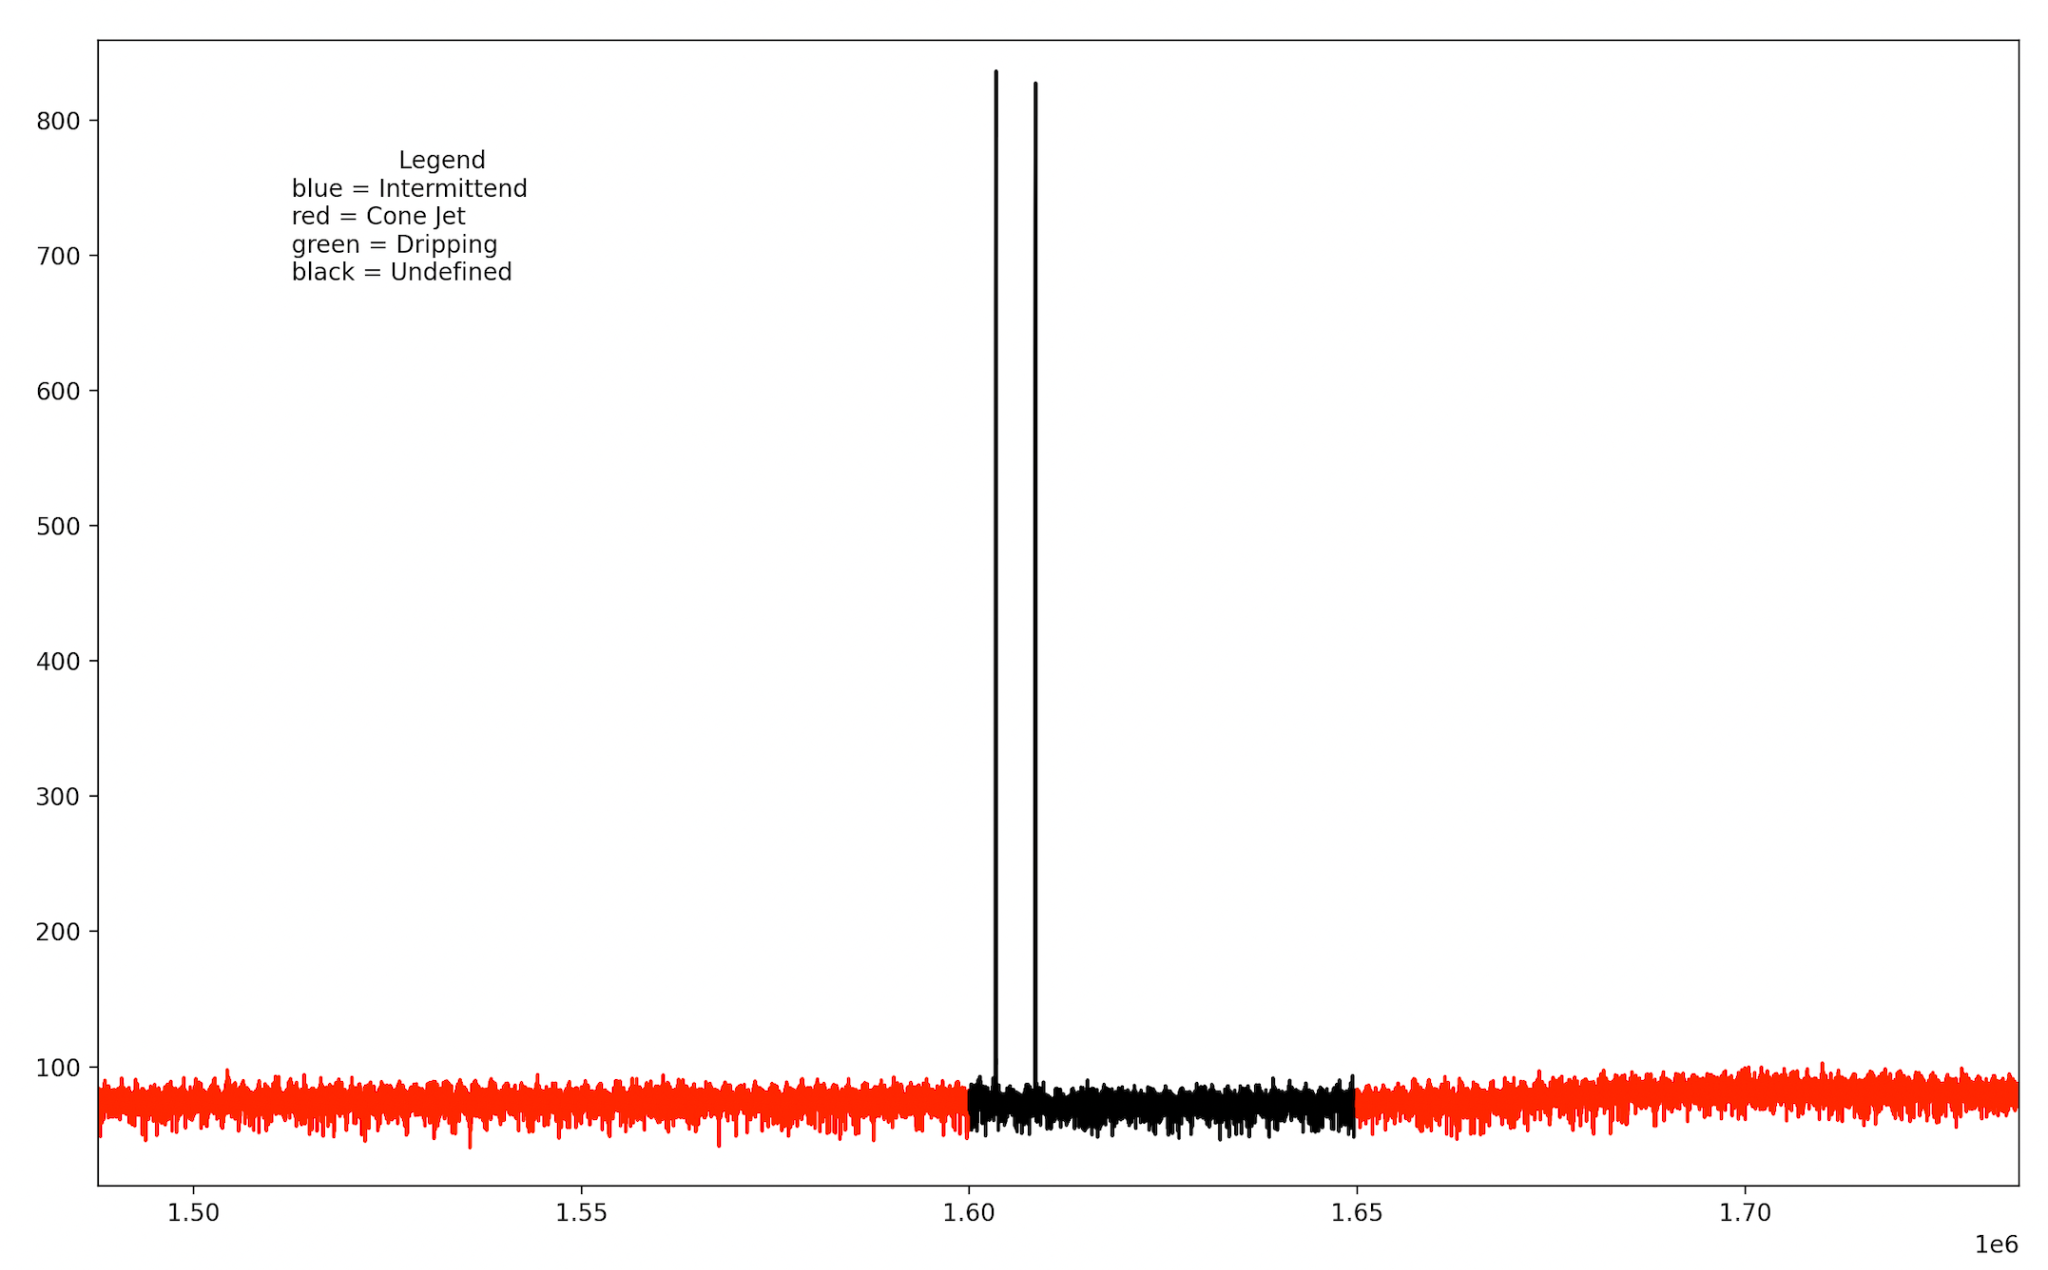 800
Legend
blue = Intermittend
red = Cone Jet
green = Dripping
black = Undefined
700
600
500
400
300
200
100
1.50 1.55 1.60 1.65 1.70
1e6